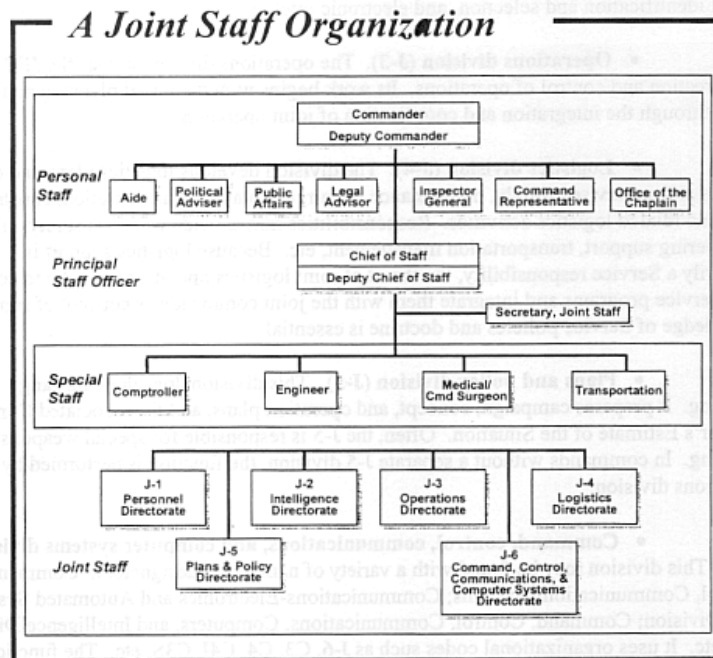 A Joint Staff Organization
Commander
Deputy Commander
Personal
Staff
Aide
Political
Adviser
Public
Affairs
Legal
Advisor
Inspector
General
Command
Representative
Office of the
Chaplain
Principal
Staff Officer
Chief of Staff
Deputy Chief of Staff
Secretary, Joint Staff
Special
Staff
Comptroller
Engineer
Medical/
Cmd Surgeon
Transportation
J-1
Personnel
Directorate
J-2
Intelligence
Directorate
J-3
Operations
Directorate
J-4
Logistics
Directorate
Joint Staff
J-5
Plans & Policy
Directorate
J-6
Command, Control,
Communications, &
Computer Systems
Directorate